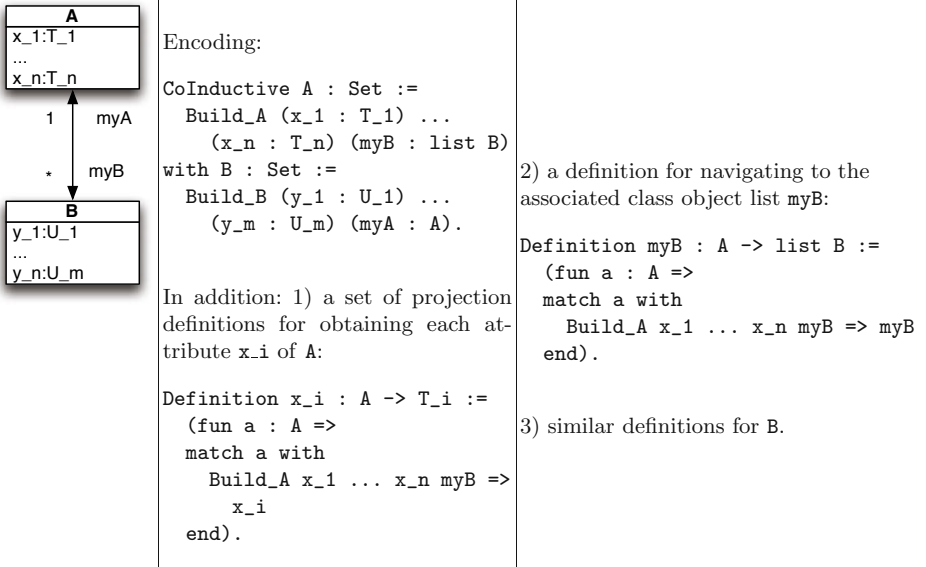 A
x_1:T_1
...
x_n:T_n
1 myA
* myB
B
y_1:U_1
...
y_n:U_m
Encoding:
CoInductive A : Set :=
Build_A (x_1 : T_1) ...
(x_n : T_n) (myB : list B)
with B : Set :=
Build_B (y_1 : U_1) ...
(y_m : U_m) (myA : A).
In addition: 1) a set of projection
definitions for obtaining each at-
tribute x_i of A:
Definition x_i : A -> T_i :=
(fun a : A =>
match a with
Build_A x_1 ... x_n myB =>
x_i
end).
2) a definition for navigating to the
associated class object list myB:
Definition myB : A -> list B :=
(fun a : A =>
match a with
Build_A x_1 ... x_n myB => myB
end).
3) similar definitions for B.